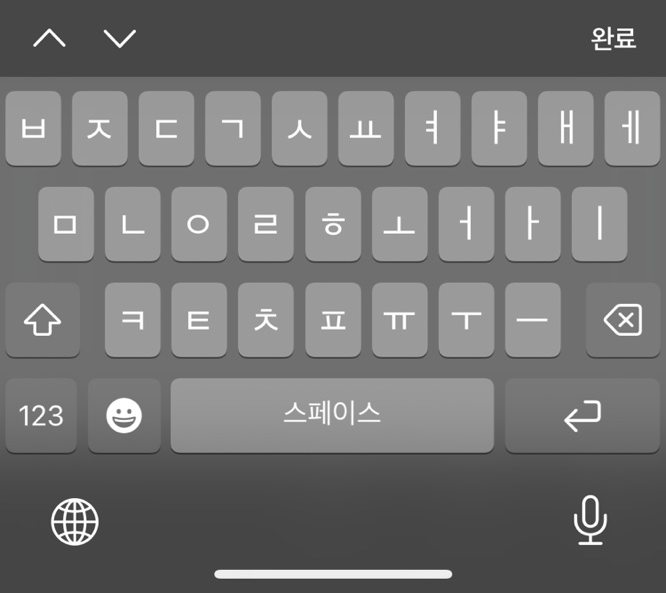 완료
ㅂ ㅈ ㄷ ㄱ ㅅ ㅛ ㅕ ㅑ ㅐ ㅔ
ㅁ ㄴ ㅇ ㄹ ㅎ ㅗ ㅓ ㅏ ㅣ
ㅋ ㅌ ㅊ ㅍ ㅠ ㅜ ㅡ
123 스페이스